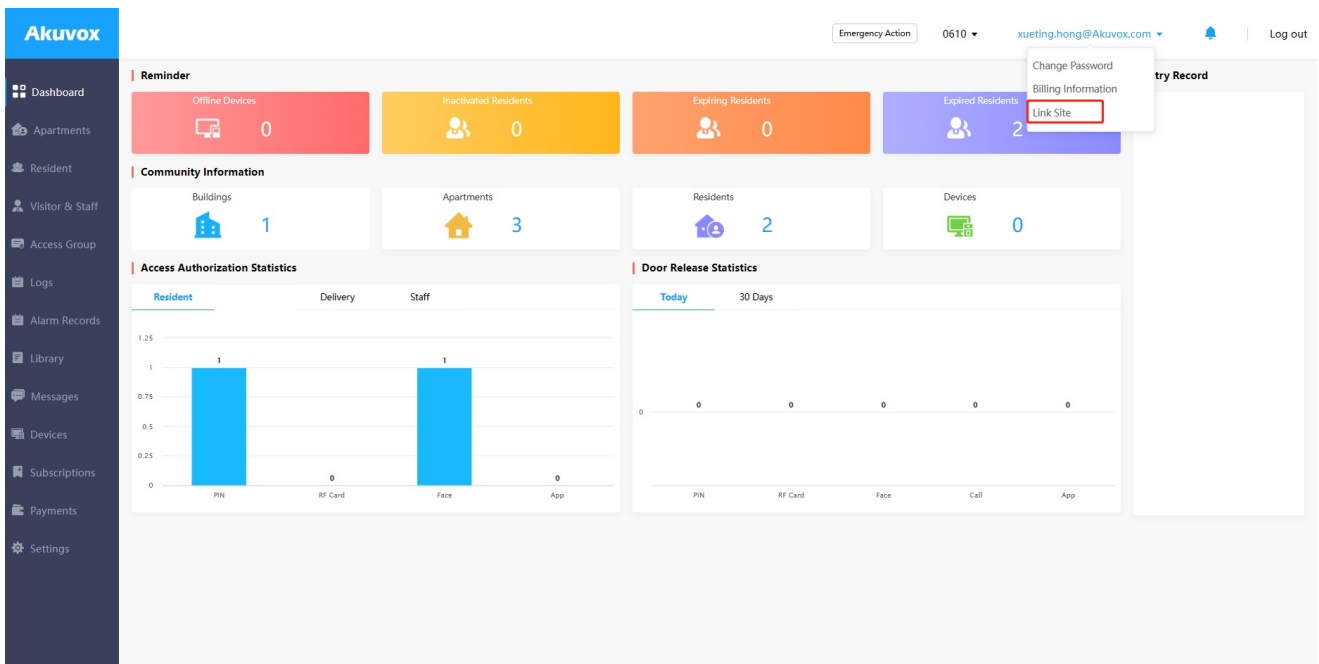 Akuvox
Emergency Action
0610
xueting.hong@Akuvox.com
Log out
Change Password
Billing Information
Link Site
Dashboard
Apartments
Resident
Visitor & Staff
Access Group
Logs
Alarm Records
Library
Messages
Devices
Subscriptions
Payments
Settings
Reminder
Offline Devices
0
Inactivated Residents
0
Expiring Residents
0
Expired Residents
2
Community Information
Buildings
1
Apartments
3
Residents
2
Devices
0
Access Authorization Statistics
Resident Delivery Staff
1.25
1
0.75
0.5
0.25
0
1 0 1 0
PIN RF Card Face App
Door Release Statistics
Today 30 Days
0
0 0 0 0 0
PIN RF Card Face Call App
try Record